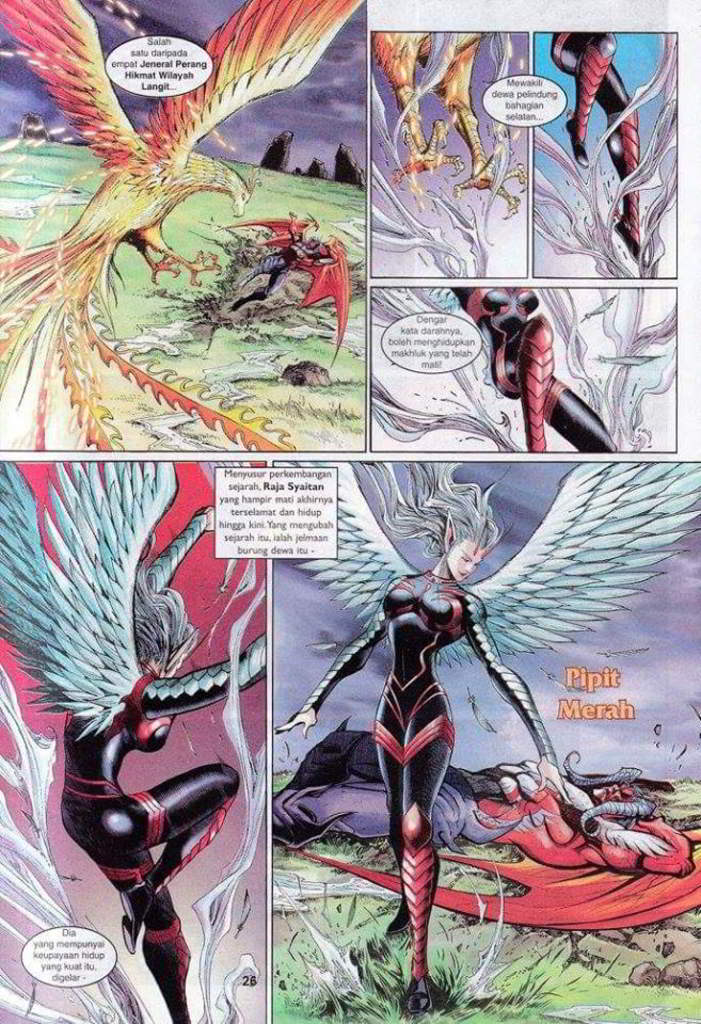 Salah
satu daripada
empat Jeneral Perang
Hikmat Wilayah
Langit...
Mewakili
dewa pelindung
bahagian
selatan...
Dengar
kata darahnya,
boleh menghidupkan
makhluk yang telah
mati!
Menyusur perkembangan
sejarah, Raja Syaitan
yang hampir mati akhirnya
terselamat dan hidup
hingga kini. Yang mengubah
sejarah itu, ialah jelmaan
burung dewa itu -
Pipit
Merah
Dia
yang mempunyai
keupayaan hidup
yang kuat itu,
digelar -
26